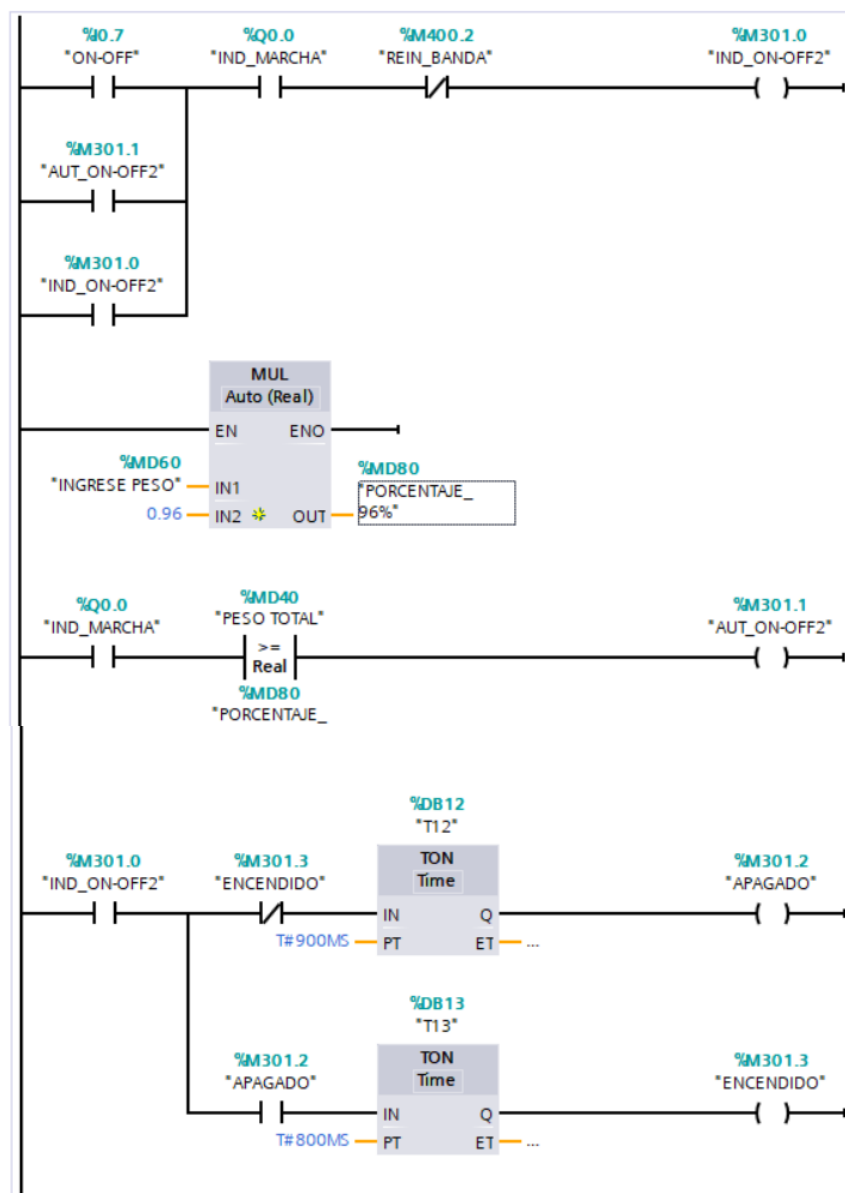 %I0.7 %Q0.0 %M400.2 %M301.0
"ON-OFF" "IND_MARCHA" "REIN_BANDA" "IND_ON-OFF2"
%M301.1
"AUT_ON-OFF2"
%M301.0
"IND_ON-OFF2"
MUL
Auto (Real)
EN ENO
%MD60 %MD80
"INGRESE PESO" IN1 "PORCENTAJE_
0.96 IN2 OUT 96%"
%Q0.0 %MD40 %M301.1
"IND_MARCHA" "PESO TOTAL" "AUT_ON-OFF2"
>=
Real
%MD80
"PORCENTAJE_
%DB12
"T12"
%M301.0 %M301.3 TON %M301.2
"IND_ON-OFF2" "ENCENDIDO" Time "APAGADO"
IN Q
T#900MS PT ET ...
%DB13
"T13"
%M301.2 TON %M301.3
"APAGADO" Time "ENCENDIDO"
IN Q
T#800MS PT ET ...